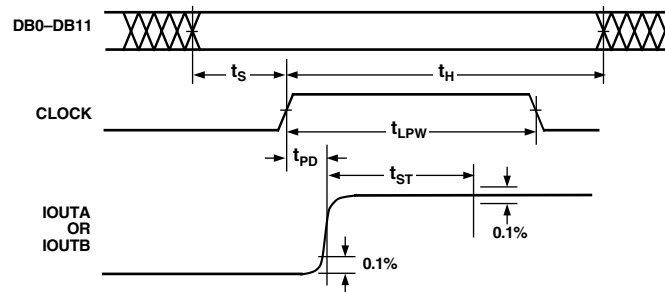 DB0–DB11
tS
tH
CLOCK
tLPW
tPD
tST
IOUTA
OR
IOUTB
0.1%
0.1%